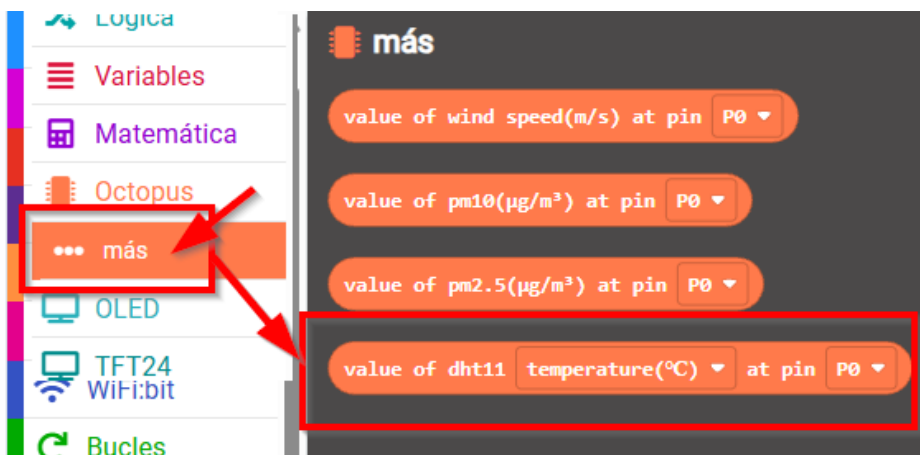 Lógica
Variables
Matemática
Octopus
más
OLED
TFT24
WiFi:bit
Bucles
más
value of wind speed(m/s) at pin P0
value of pm10(μg/m³) at pin P0
value of pm2.5(μg/m³) at pin P0
value of dht11 temperature(℃) at pin P0